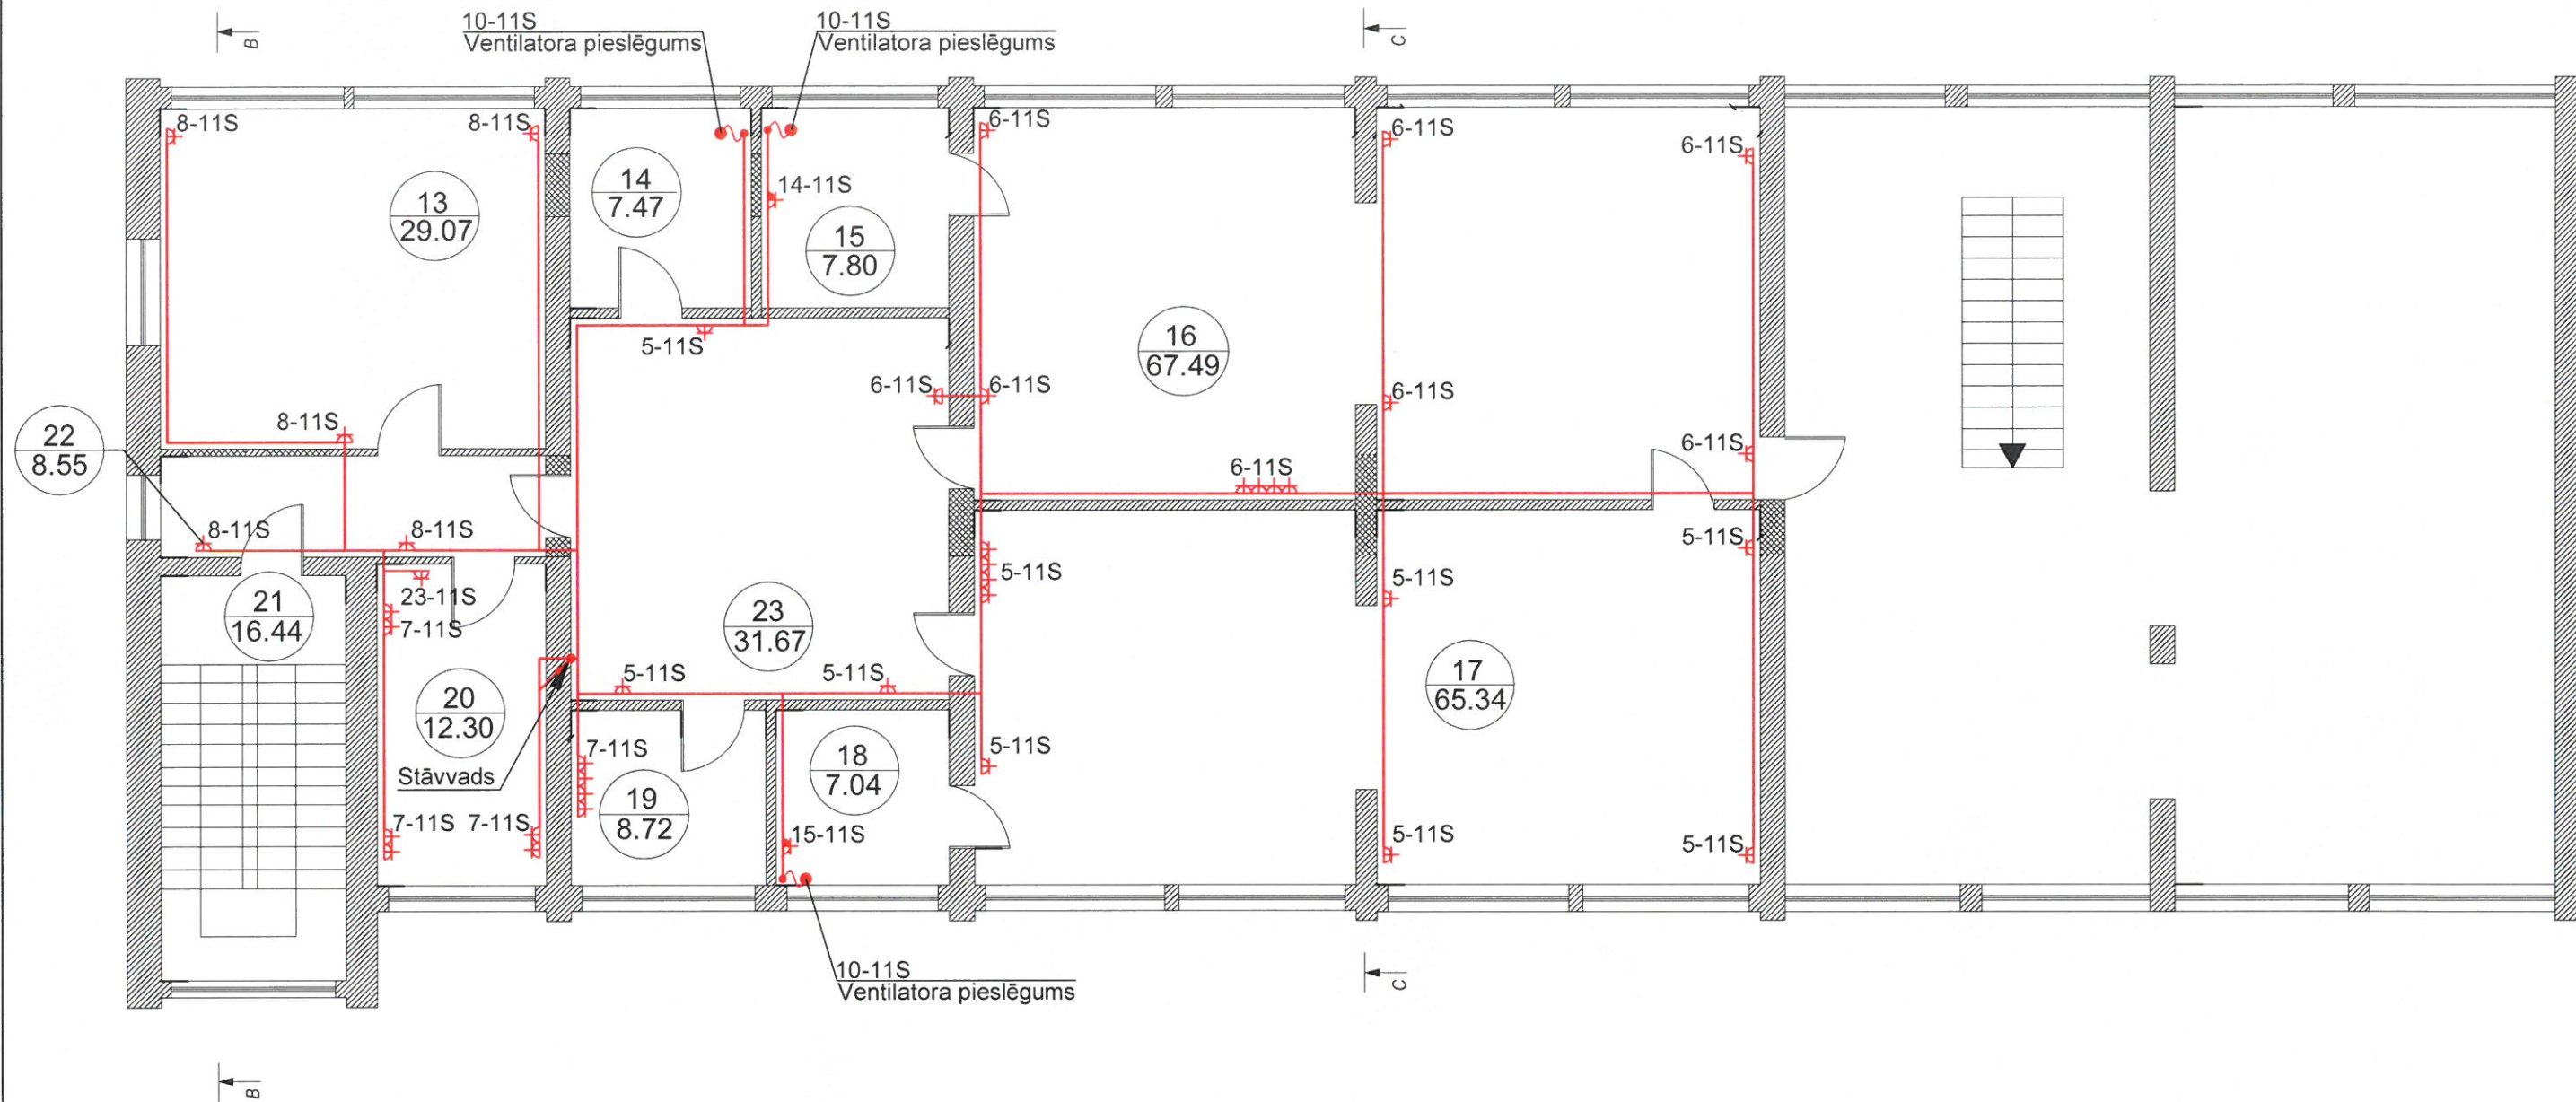 10-11S
Ventilatora pieslēgums
10-11S
Ventilatora pieslēgums
B
C
8-11S
8-11S
6-11S
6-11S
6-11S
13
29.07
14
7.47
14-11S
15
7.80
16
67.49
5-11S
6-11S
6-11S
6-11S
8-11S
6-11S
22
8.55
6-11S
8-11S
8-11S
5-11S
5-11S
5-11S
23-11S
7-11S
21
16.44
23
31.67
5-11S
5-11S
17
65.34
20
12.30
Stāvvads
7-11S
5-11S
18
7.04
19
8.72
7-11S
7-11S
15-11S
5-11S
5-11S
10-11S
Ventilatora pieslēgums
C
B